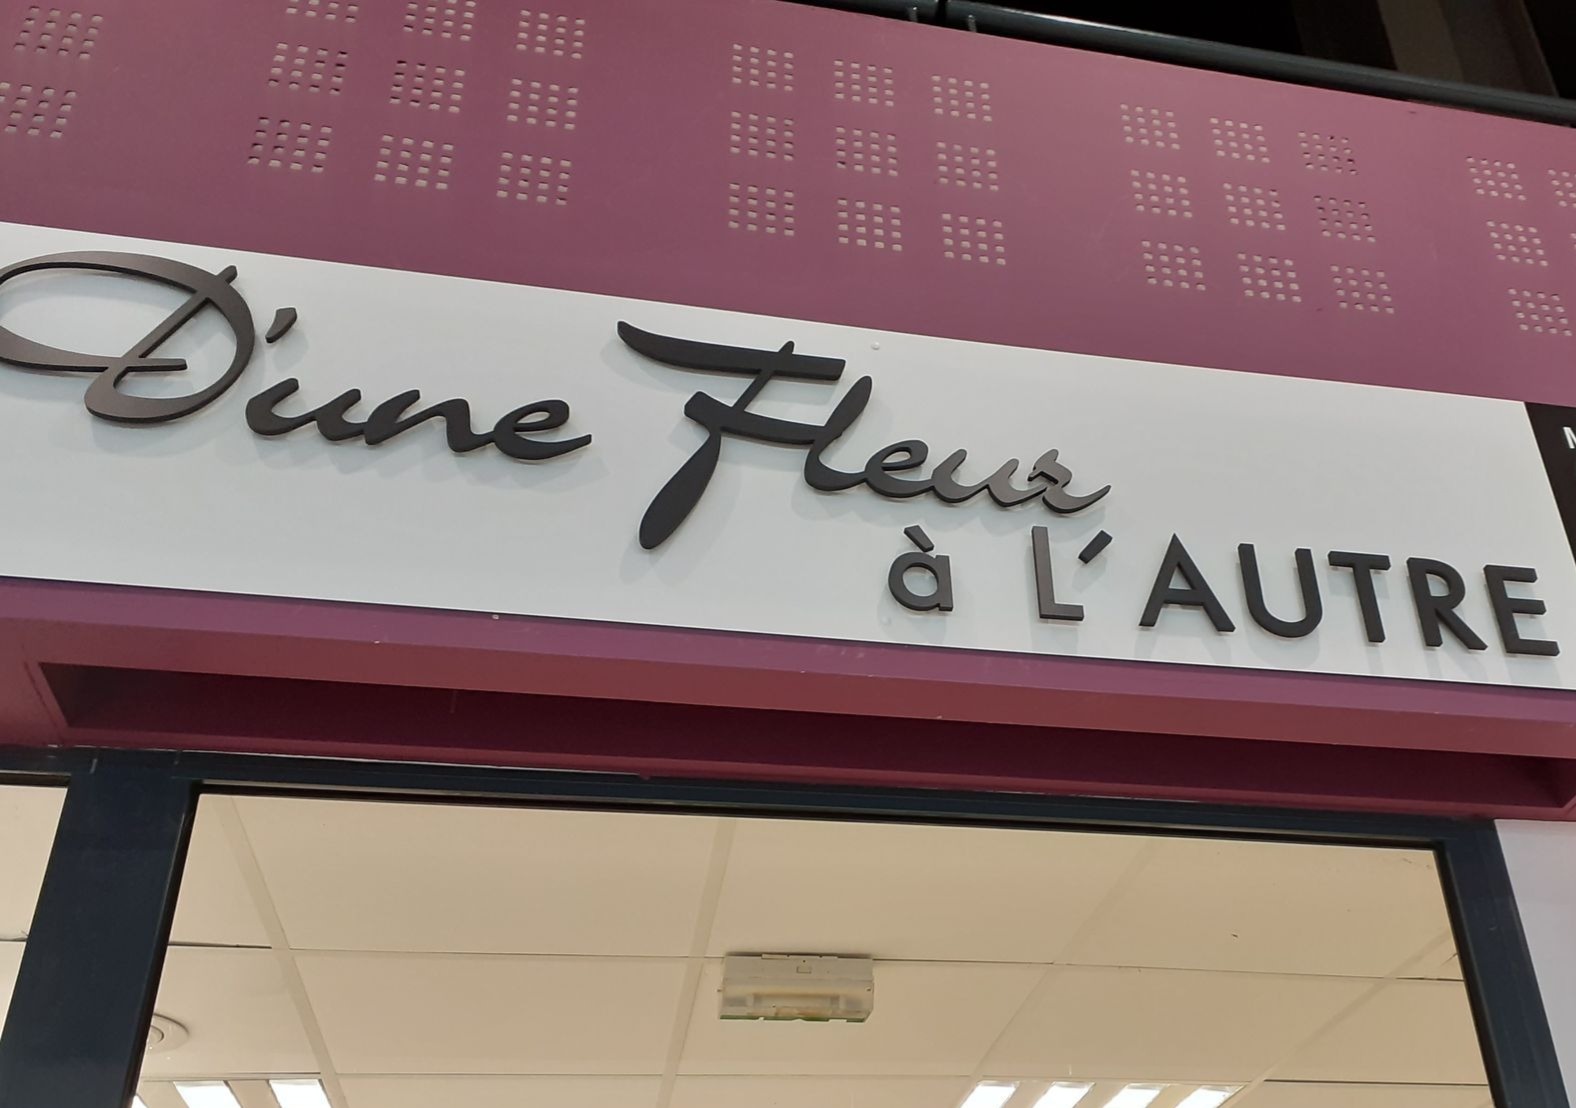 D'une Fleur
à L'AUTRE